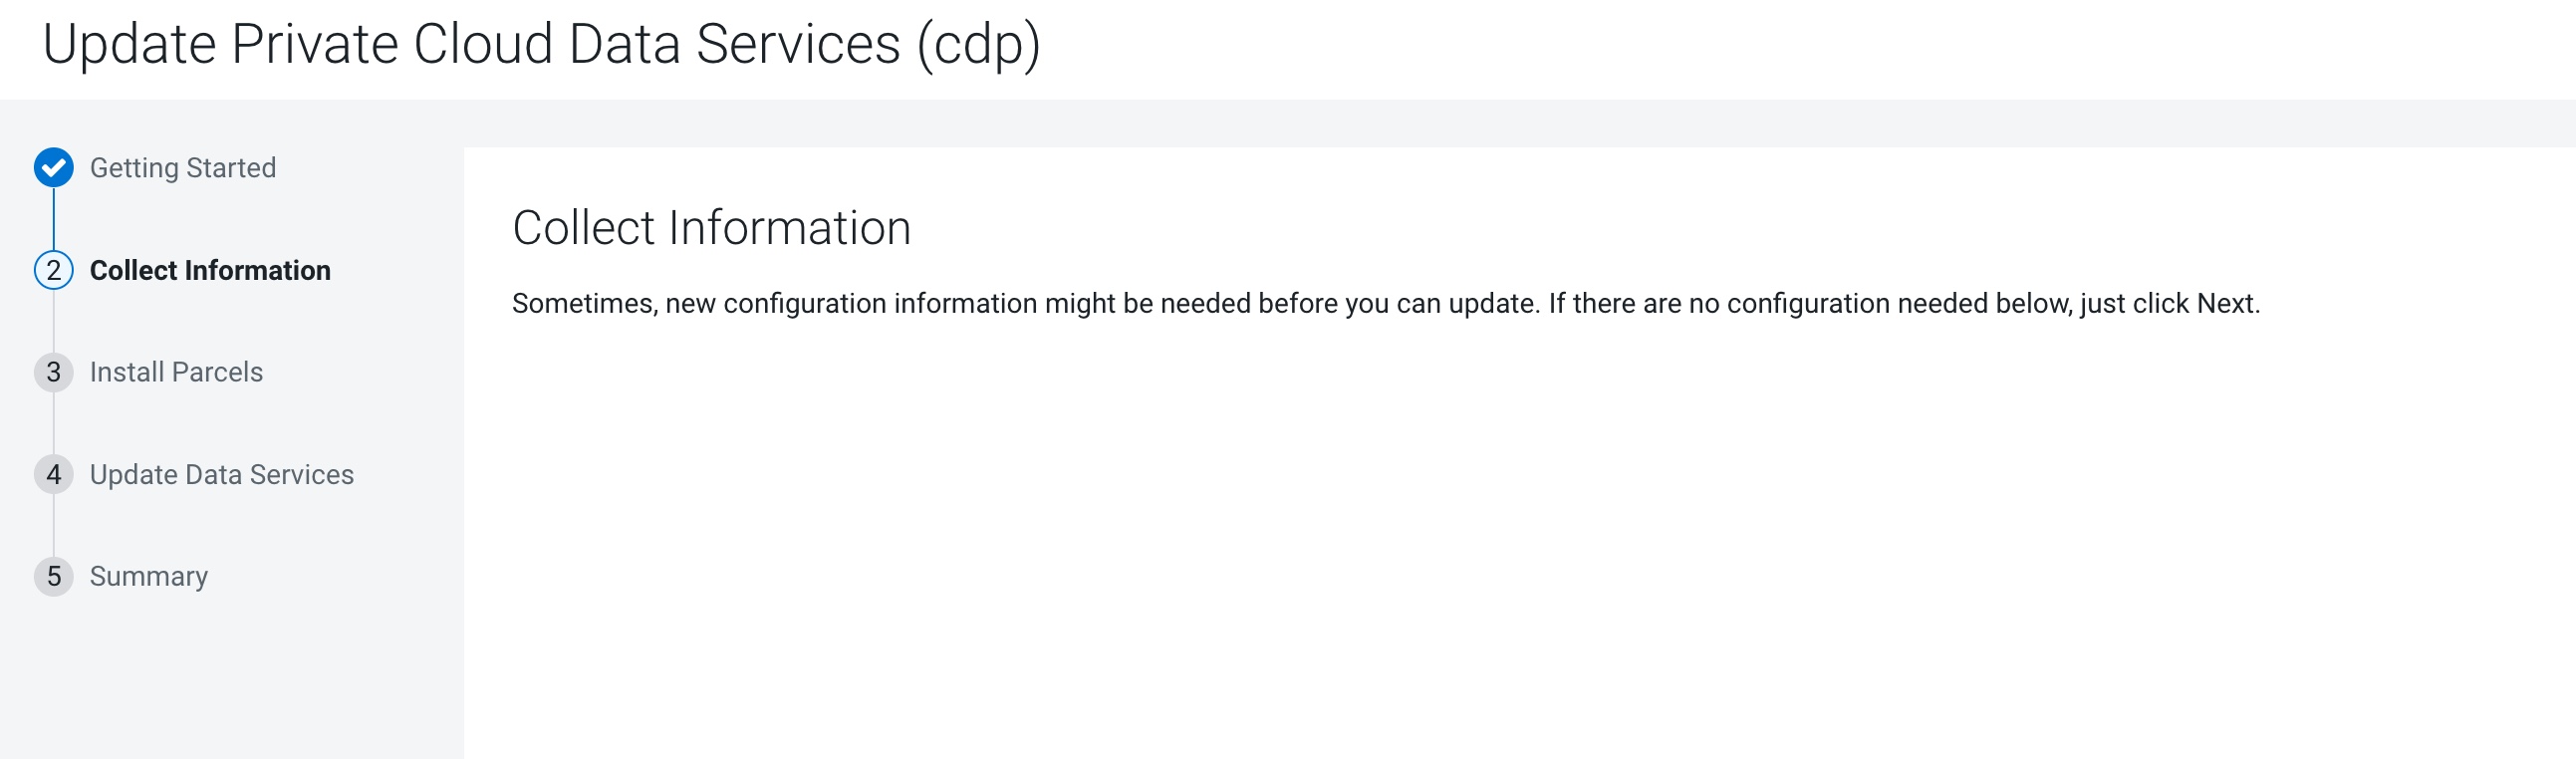 Update Private Cloud Data Services (cdp)
Getting Started
2 Collect Information
3 Install Parcels
4 Update Data Services
5 Summary
Collect Information
Sometimes, new configuration information might be needed before you can update. If there are no configuration needed below, just click Next.